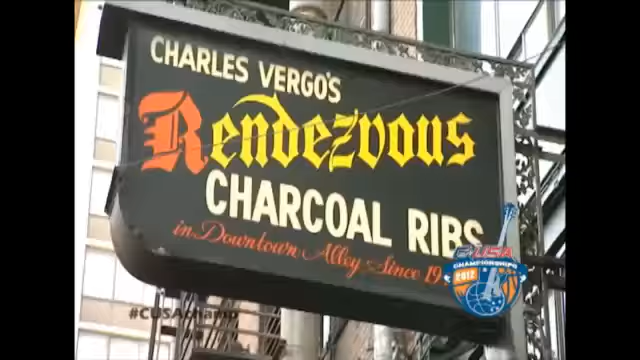 CHARLES VERGO'S
Rendezvous
CHARCOAL RIBS
in Downtown Alley Since 19
C USA
CHAMPIONSHIPS
2012
#CUSAchamp